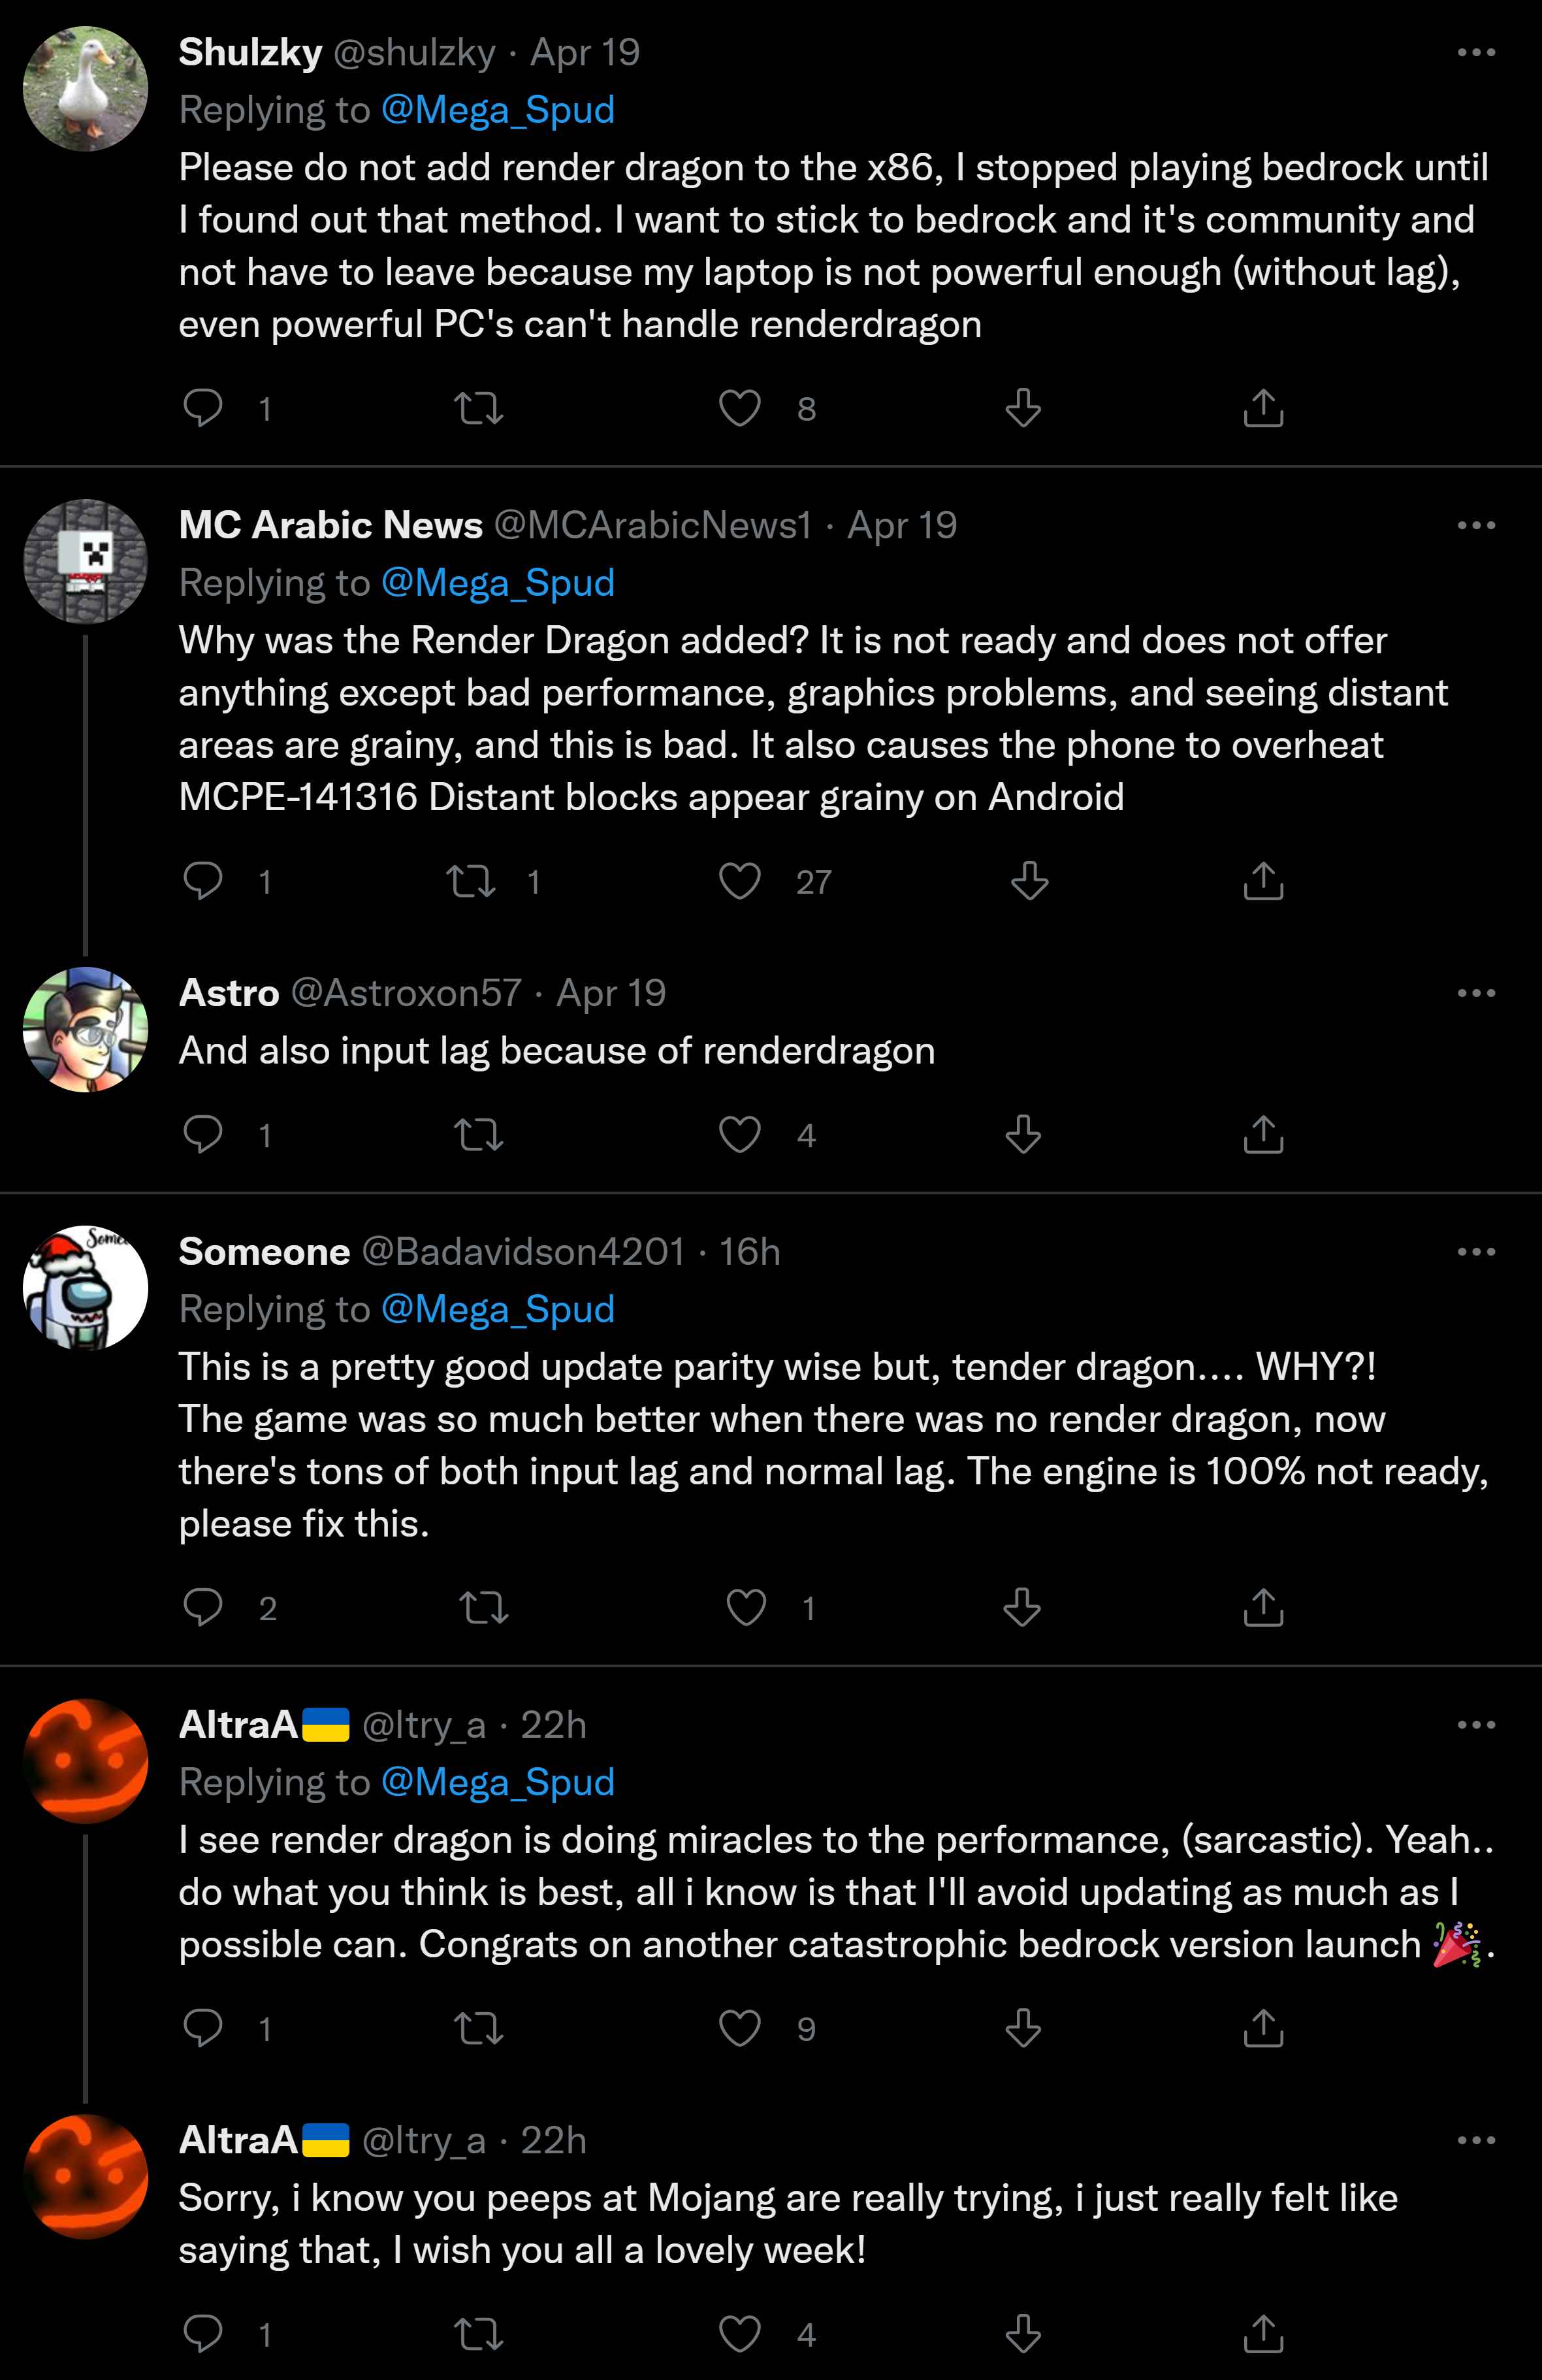 Shulzky @shulzky · Apr 19
Replying to @Mega_Spud
Please do not add render dragon to the x86, I stopped playing bedrock until
I found out that method. I want to stick to bedrock and it's community and
not have to leave because my laptop is not powerful enough (without lag),
even powerful PC's can't handle renderdragon
1 8
MC Arabic News @MCArabicNews1 · Apr 19
Replying to @Mega_Spud
Why was the Render Dragon added? It is not ready and does not offer
anything except bad performance, graphics problems, and seeing distant
areas are grainy, and this is bad. It also causes the phone to overheat
MCPE-141316 Distant blocks appear grainy on Android
1 1 27
Astro @Astroxon57 · Apr 19
And also input lag because of renderdragon
1 4
Someone @Badavidson4201 · 16h
Replying to @Mega_Spud
This is a pretty good update parity wise but, tender dragon.... WHY?!
The game was so much better when there was no render dragon, now
there's tons of both input lag and normal lag. The engine is 100% not ready,
please fix this.
2 1
AltraA🇺🇦 @ltry_a · 22h
Replying to @Mega_Spud
I see render dragon is doing miracles to the performance, (sarcastic). Yeah..
do what you think is best, all i know is that I'll avoid updating as much as I
possible can. Congrats on another catastrophic bedrock version launch 🎉.
1 9
AltraA🇺🇦 @ltry_a · 22h
Sorry, i know you peeps at Mojang are really trying, i just really felt like
saying that, I wish you all a lovely week!
1 4